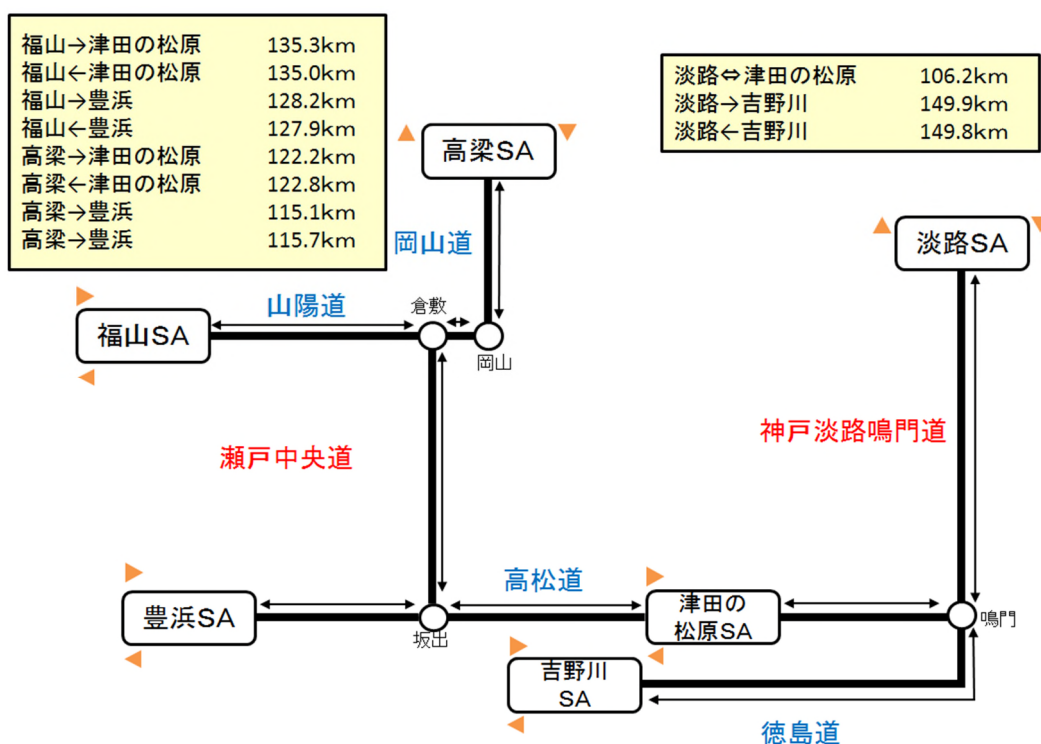 福山→津田の松原 135.3km
福山←津田の松原 135.0km
福山→豊浜 128.2km
福山←豊浜 127.9km
高梁→津田の松原 122.2km
高梁←津田の松原 122.8km
高梁→豊浜 115.1km
高梁→豊浜 115.7km
淡路⇔津田の松原 106.2km
淡路→吉野川 149.9km
淡路←吉野川 149.8km
高梁SA
岡山道
淡路SA
山陽道
倉敷
福山SA
岡山
瀬戸中央道
神戸淡路鳴門道
高松道
豊浜SA
坂出
津田の
松原SA
鳴門
吉野川
SA
徳島道